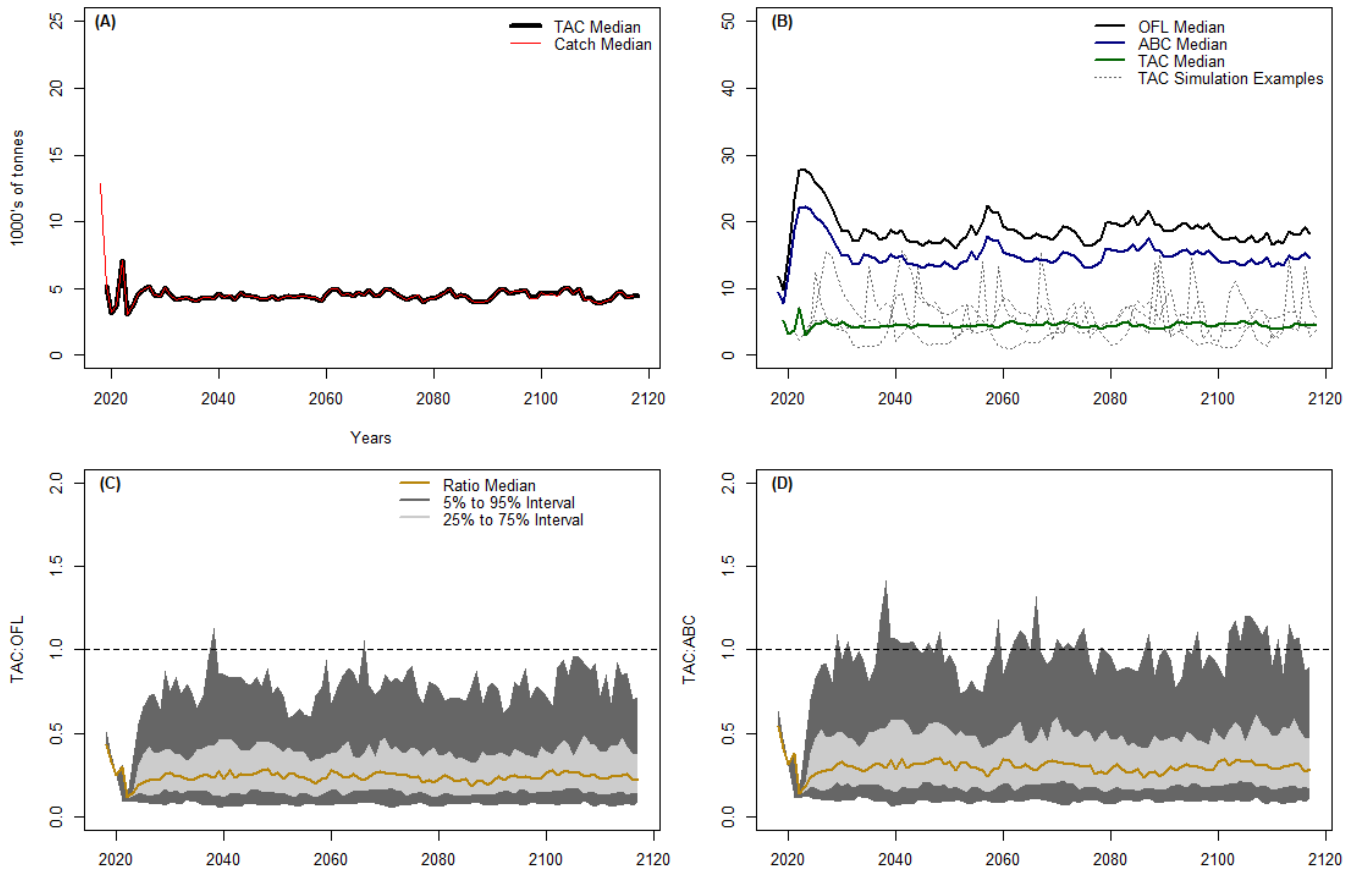 (A)
TAC Median
Catch Median
25
20
15
10
5
0
1000's of tonnes
2020 2040 2060 2080 2100 2120
Years
(B)
OFL Median
ABC Median
TAC Median
TAC Simulation Examples
50
40
30
20
10
0
2020 2040 2060 2080 2100 2120
(C)
Ratio Median
5% to 95% Interval
25% to 75% Interval
2.0
1.5
1.0
0.5
0.0
TAC:OFL
2020 2040 2060 2080 2100 2120
(D)
2.0
1.5
1.0
0.5
0.0
TAC:ABC
2020 2040 2060 2080 2100 2120